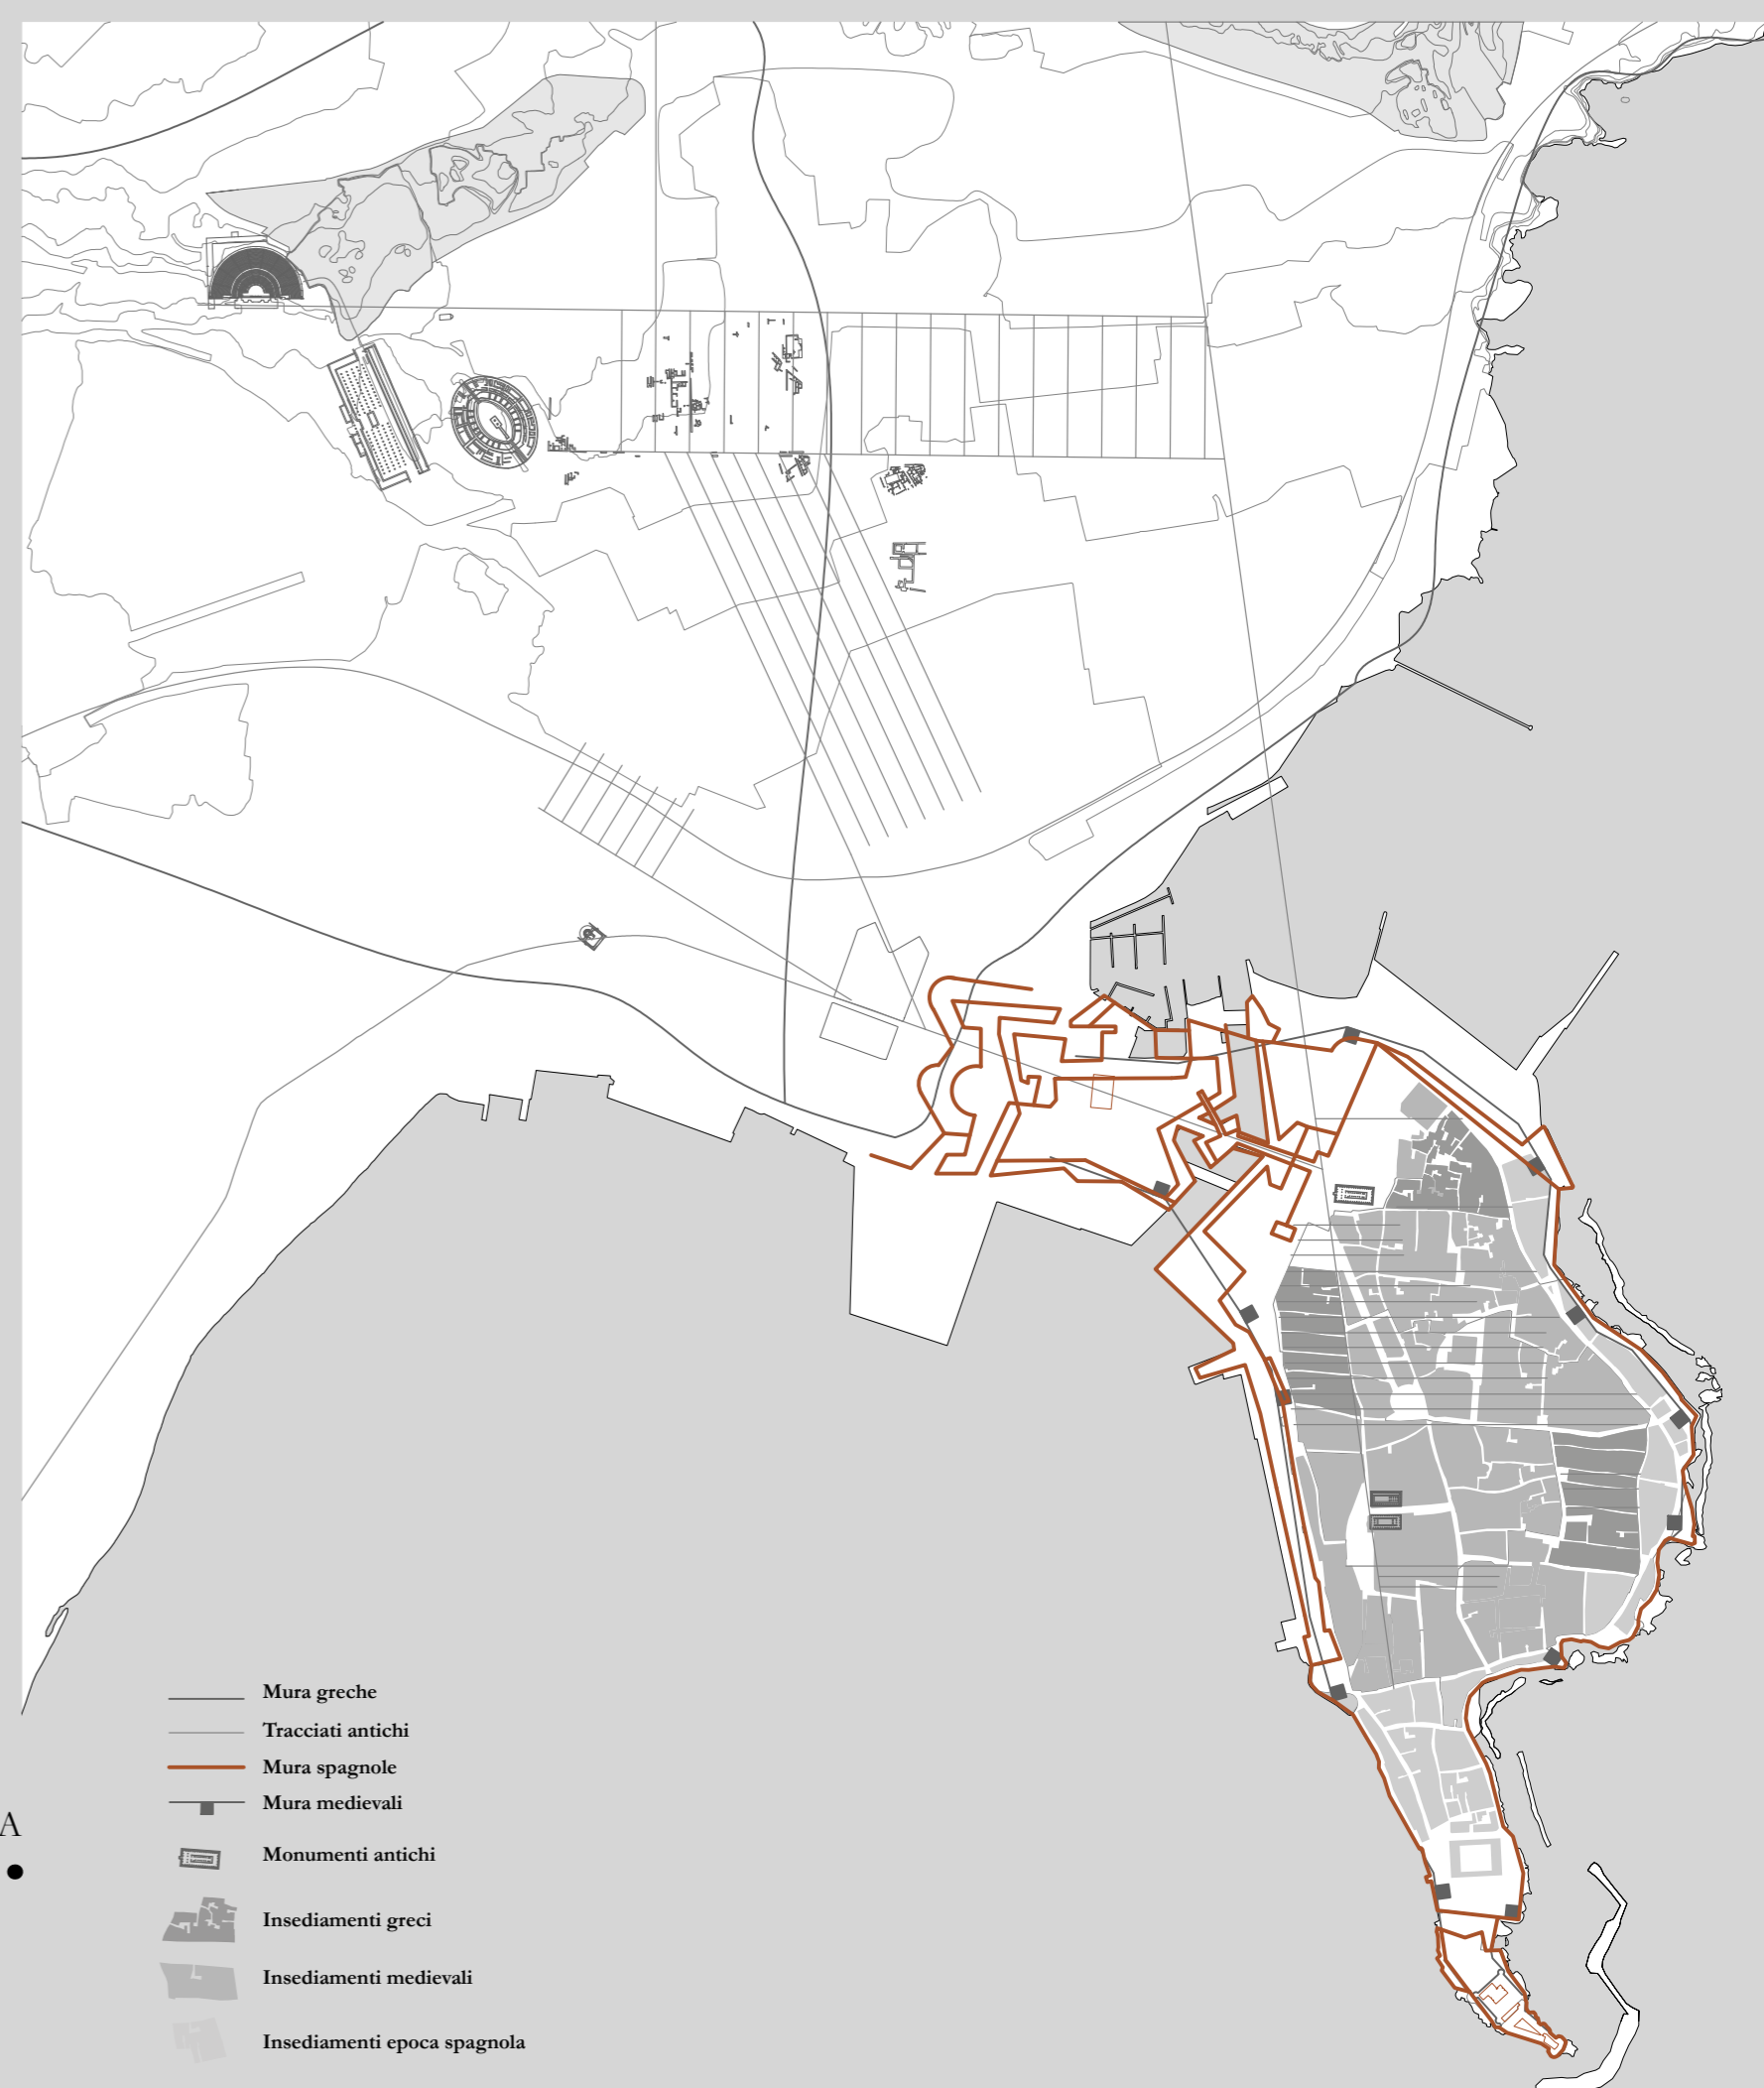 Mura greche
Tracciati antichi
Mura spagnole
Mura medievali
A
Monumenti antichi
Insediamenti greci
Insediamenti medievali
Insediamenti epoca spagnola